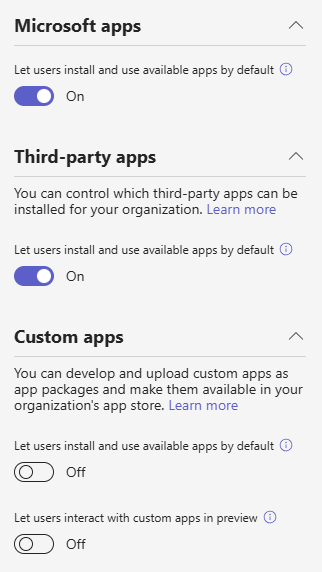 Microsoft apps
Let users install and use available apps by default
On
Third-party apps
You can control which third-party apps can be
installed for your organization. Learn more
Let users install and use available apps by default
On
Custom apps
You can develop and upload custom apps as
app packages and make them available in your
organization's app store. Learn more
Let users install and use available apps by default
Off
Let users interact with custom apps in preview
Off